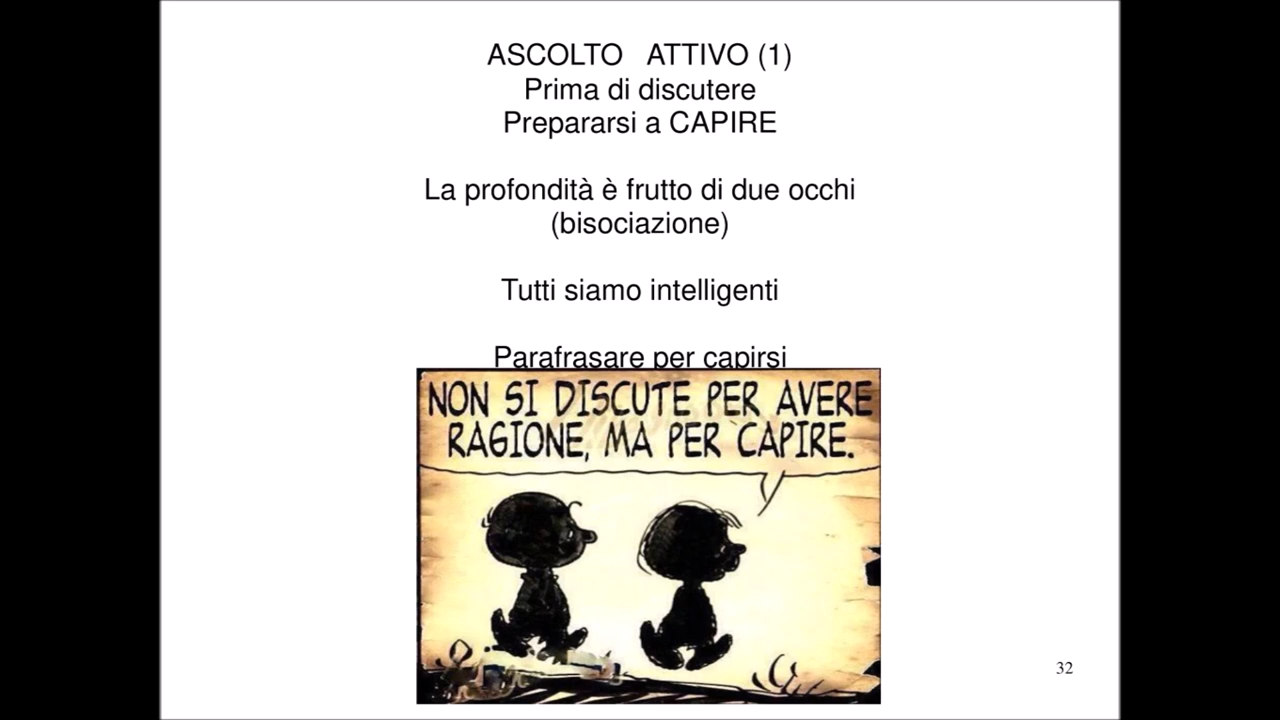 ASCOLTO   ATTIVO (1)
Prima di discutere
Prepararsi a CAPIRE
La profondità è frutto di due occhi
(bisociazione)
Tutti siamo intelligenti
Parafrasare per capirsi
NON SI DISCUTE PER AVERE
RAGIONE, MA PER CAPIRE.
32